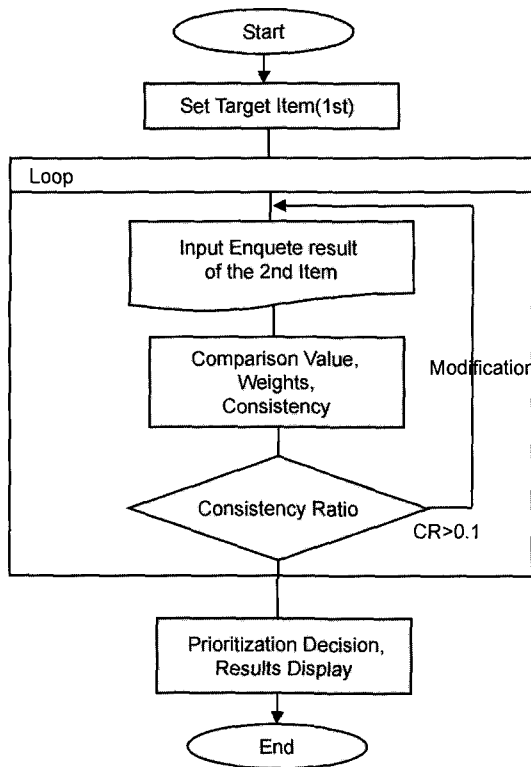 Start
Set Target Item(1st)
Loop
Input Enquete result
of the 2nd Item
Comparison Value,
Weights,
Consistency
Modification
Consistency Ratio
CR>0.1
Prioritization Decision,
Results Display
End